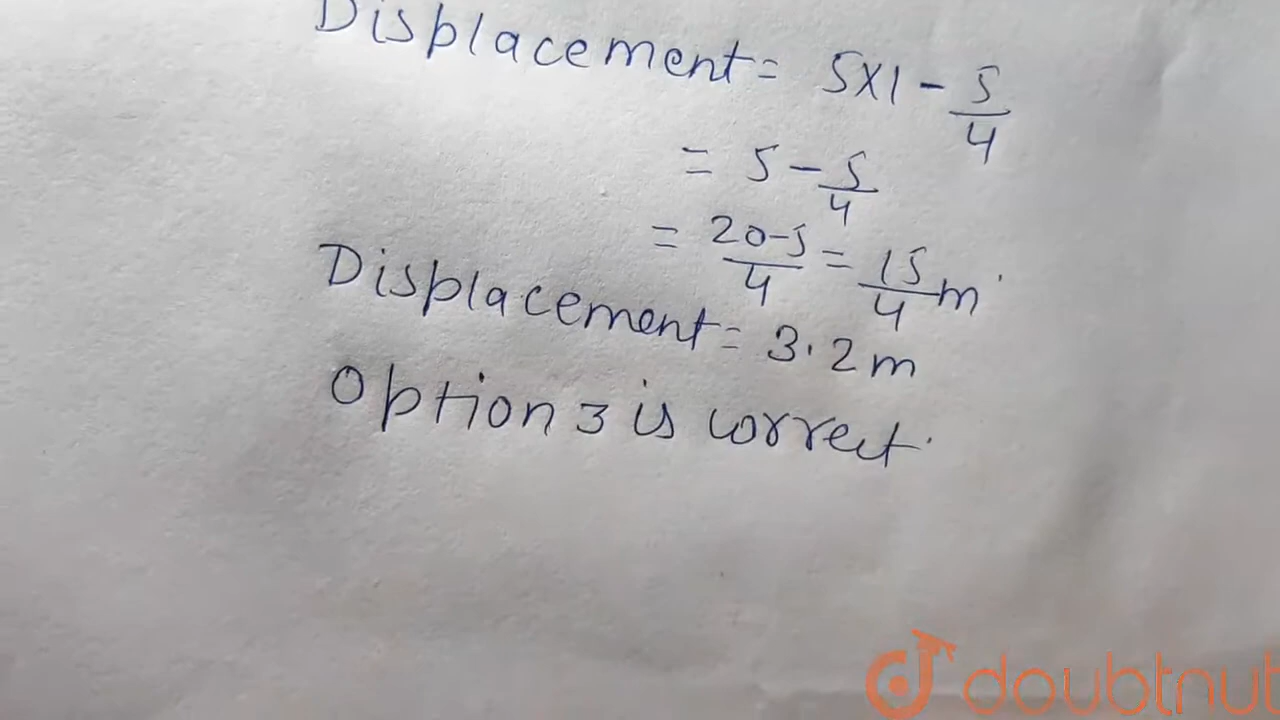 Displacement = 5x1 - 5/4
= 5 - 5/4
= 20-5/4 = 15/4 m.
Displacement = 3.2 m
Option 3 is correct.
doubtnut